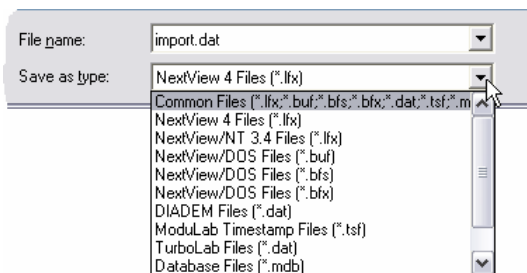 File name: import.dat
Save as type: NextView 4 Files (*.lfx)
Common Files (*.lfx;*.buf;*.bfs;*.bfx;*.dat;*.tsf;*.m
NextView 4 Files (*.lfx)
NextView/NT 3.4 Files (*.lfx)
NextView/DOS Files (*.buf)
NextView/DOS Files (*.bfs)
NextView/DOS Files (*.bfx)
DIADEM Files (*.dat)
ModuLab Timestamp Files (*.tsf)
TurboLab Files (*.dat)
Database Files (*.mdb)